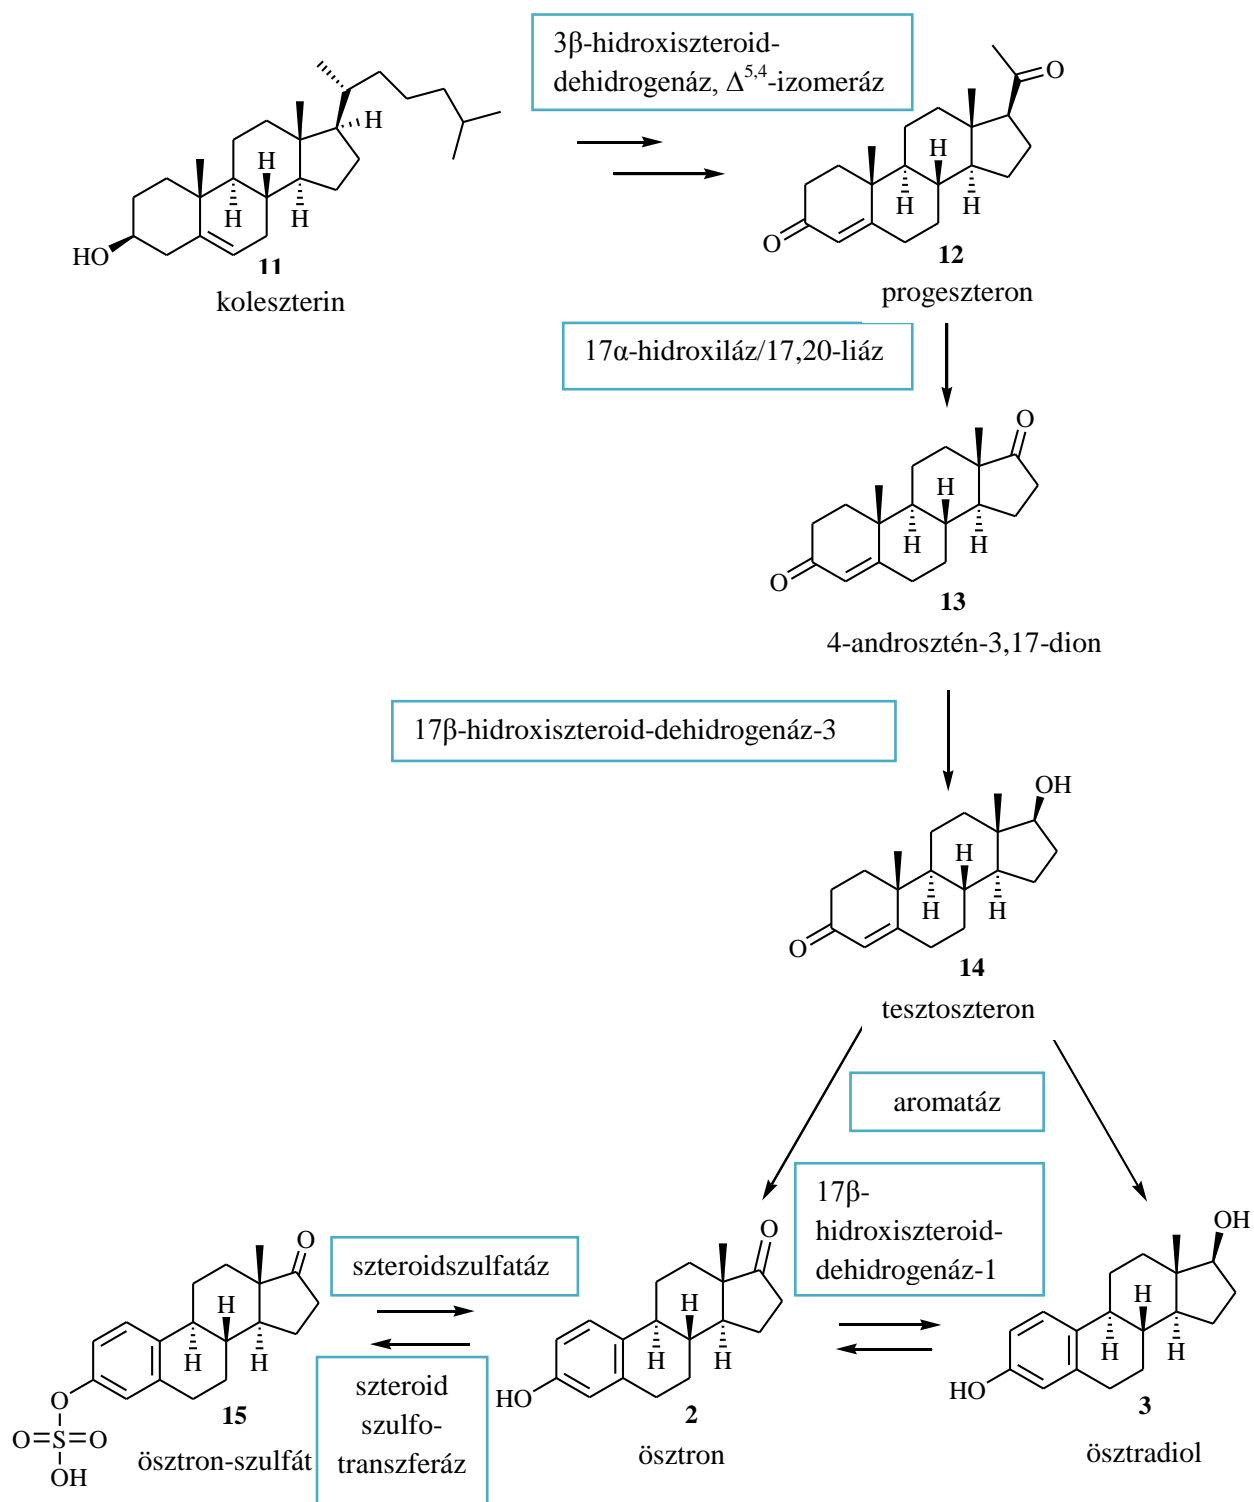 3β-hidroxiszteroid-
dehidrogenáz, Δ5,4-izomeráz
O
H
H
H
H
HO
11
koleszterin
H
H
H
O
12
progeszteron
17α-hidroxiláz/17,20-liáz
O
H
H
H
O
13
4-androsztén-3,17-dion
17β-hidroxiszteroid-dehidrogenáz-3
OH
H
H
H
O
14
tesztoszteron
aromatáz
17β-
hidroxiszteroid-
dehidrogenáz-1
O
H
H
H
O
O=S=O
OH
15
ösztron-szulfát
szteroidszulfatáz
szteroid
szulfo-
transzferáz
O
H
H
H
HO
2
ösztron
OH
H
H
H
HO
3
ösztradiol